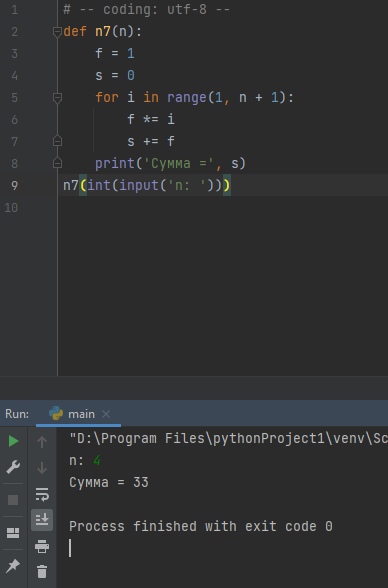 1 # -- coding: utf-8 --
2 def n7(n):
3 f = 1
4 s = 0
5 for i in range(1, n + 1):
6 f *= i
7 s += f
8 print('Сумма =', s)
9 n7(int(input('n: ')))
10
Run: main
"D:\Program Files\pythonProject1\venv\Sc
n: 4
Сумма = 33
Process finished with exit code 0